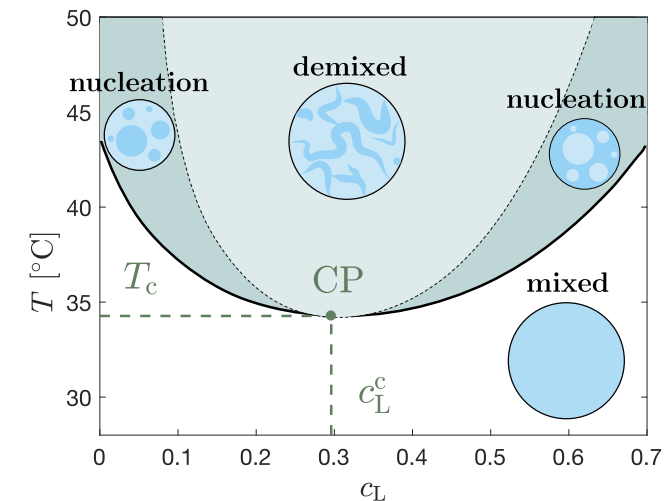 50
demixed
nucleation
nucleation
45
40
T [°C]
T_c
CP
mixed
35
c_L^c
30
0 0.1 0.2 0.3 0.4 0.5 0.6 0.7
c_L